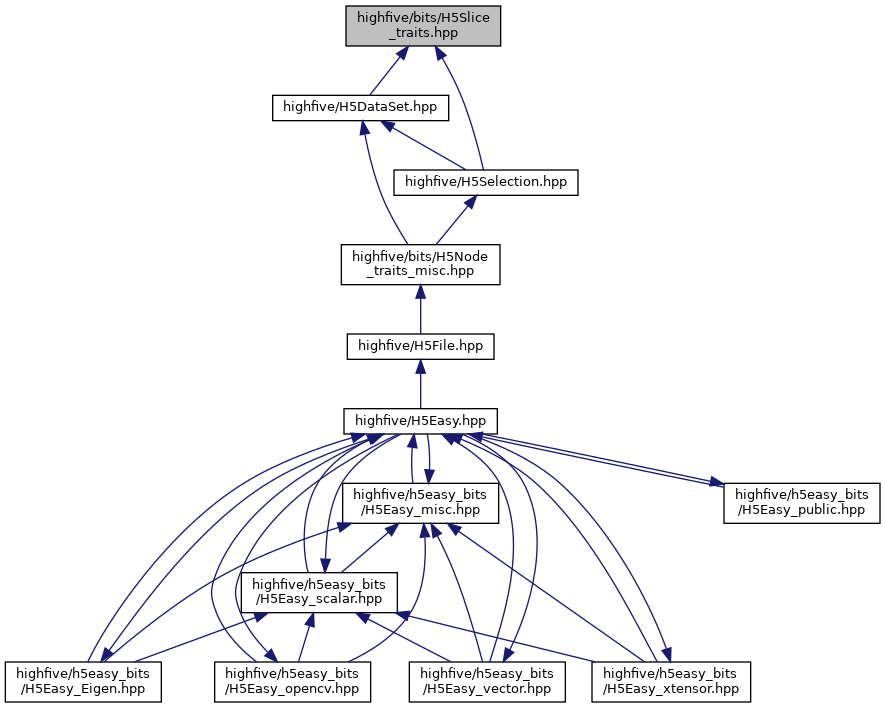 highfive/bits/H5Slice
_traits.hpp
highfive/H5DataSet.hpp
highfive/H5Selection.hpp
highfive/bits/H5Node
_traits_misc.hpp
highfive/H5File.hpp
highfive/H5Easy.hpp
highfive/h5easy_bits
/H5Easy_misc.hpp
highfive/h5easy_bits
/H5Easy_public.hpp
highfive/h5easy_bits
/H5Easy_scalar.hpp
highfive/h5easy_bits
/H5Easy_Eigen.hpp
highfive/h5easy_bits
/H5Easy_opencv.hpp
highfive/h5easy_bits
/H5Easy_vector.hpp
highfive/h5easy_bits
/H5Easy_xtensor.hpp